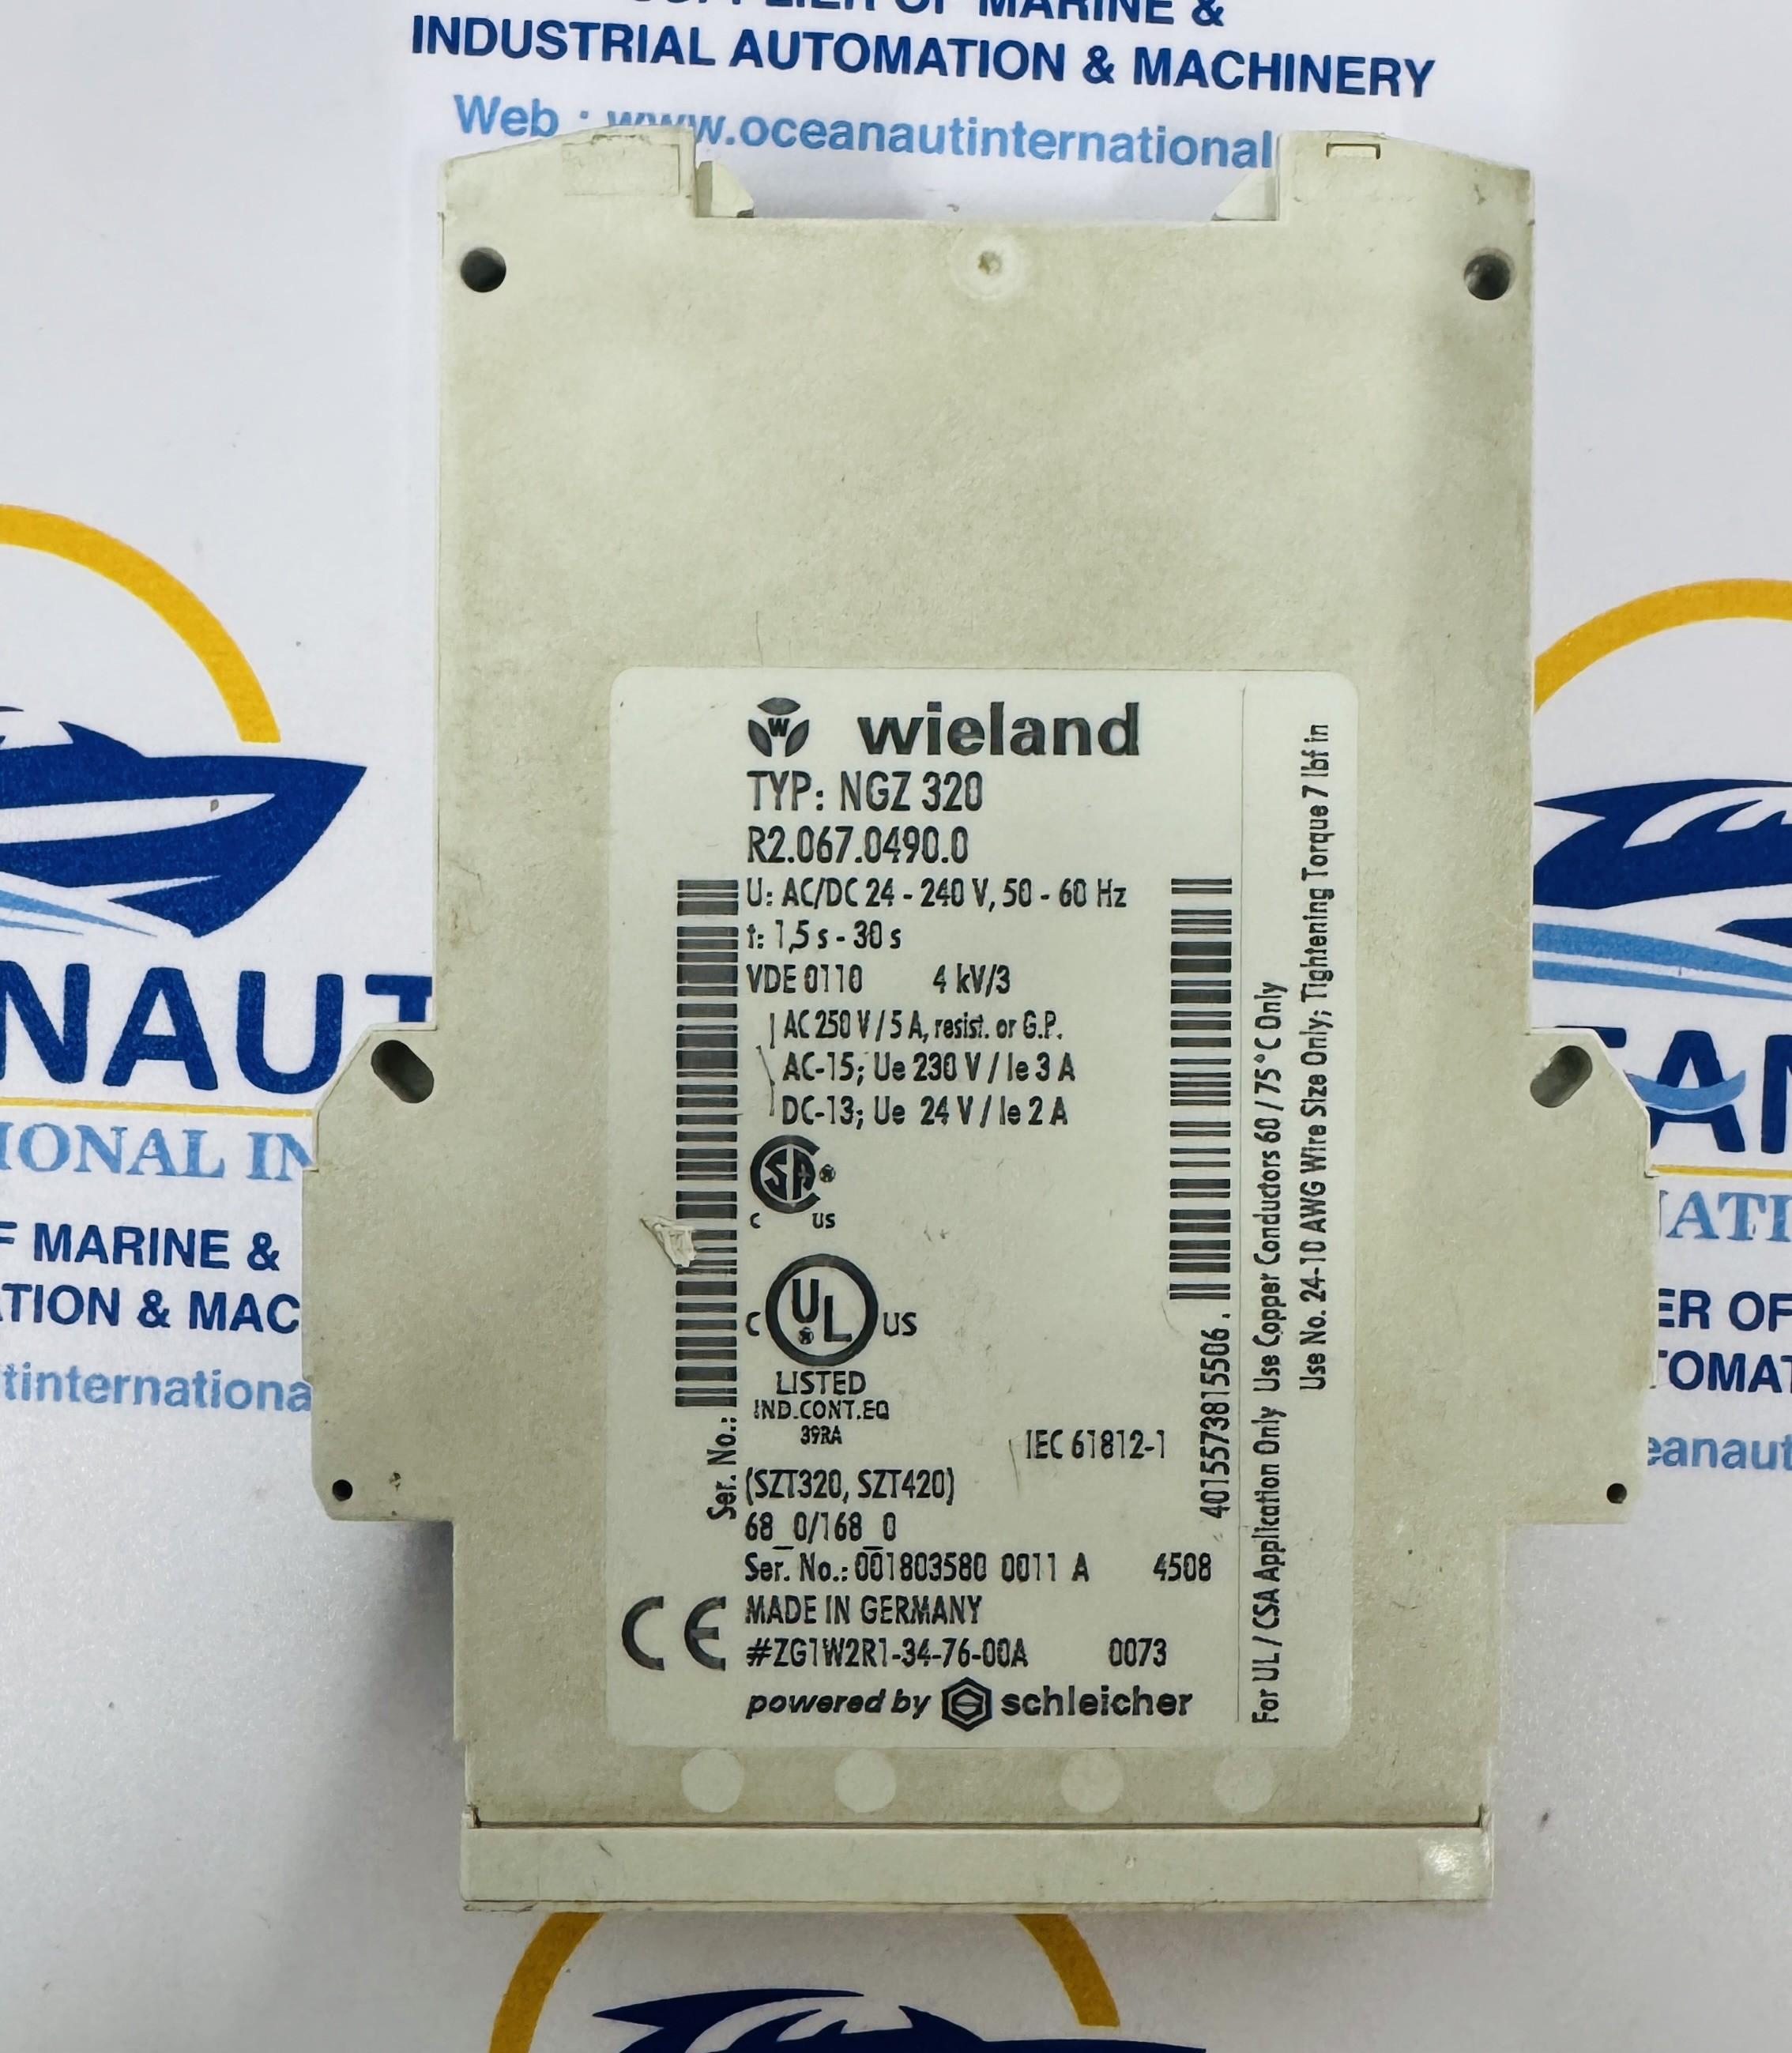 INDUSTRIAL AUTOMATION & MACHINERY
Web : www.oceanautinternational
W wieland
TYP: NGZ 320
R2.067.0490.0
U: AC/DC 24 - 240 V, 50 - 60 Hz
t: 1,5 s - 30 s
VDE 0110 4 kV/3
AC 250 V / 5 A, resist. or G.P.
AC-15; Ue 230 V / Ie 3 A
DC-13; Ue 24 V / Ie 2 A
SA
C US
C UL US
LISTED
IND.CONT.EQ
39RA
IEC 61812-1
(SZT320, SZT420)
68_0/168_0
Ser. No.: 001803580 0011 A 4508
MADE IN GERMANY
CE #ZG1W2R1-34-76-00A 0073
powered by schleicher
Ser. No.:
4015573815506 .
For UL / CSA Application Only Use Copper Conductors 60 / 75°C Only
Use No. 24-10 AWG Wire Size Only; Tightening Torque 7 lbf in
NAUT
IONAL IN
F MARINE &
ATION & MAC
tinternationa
EAN
NATI
ER OF
TOMAT
eanaut